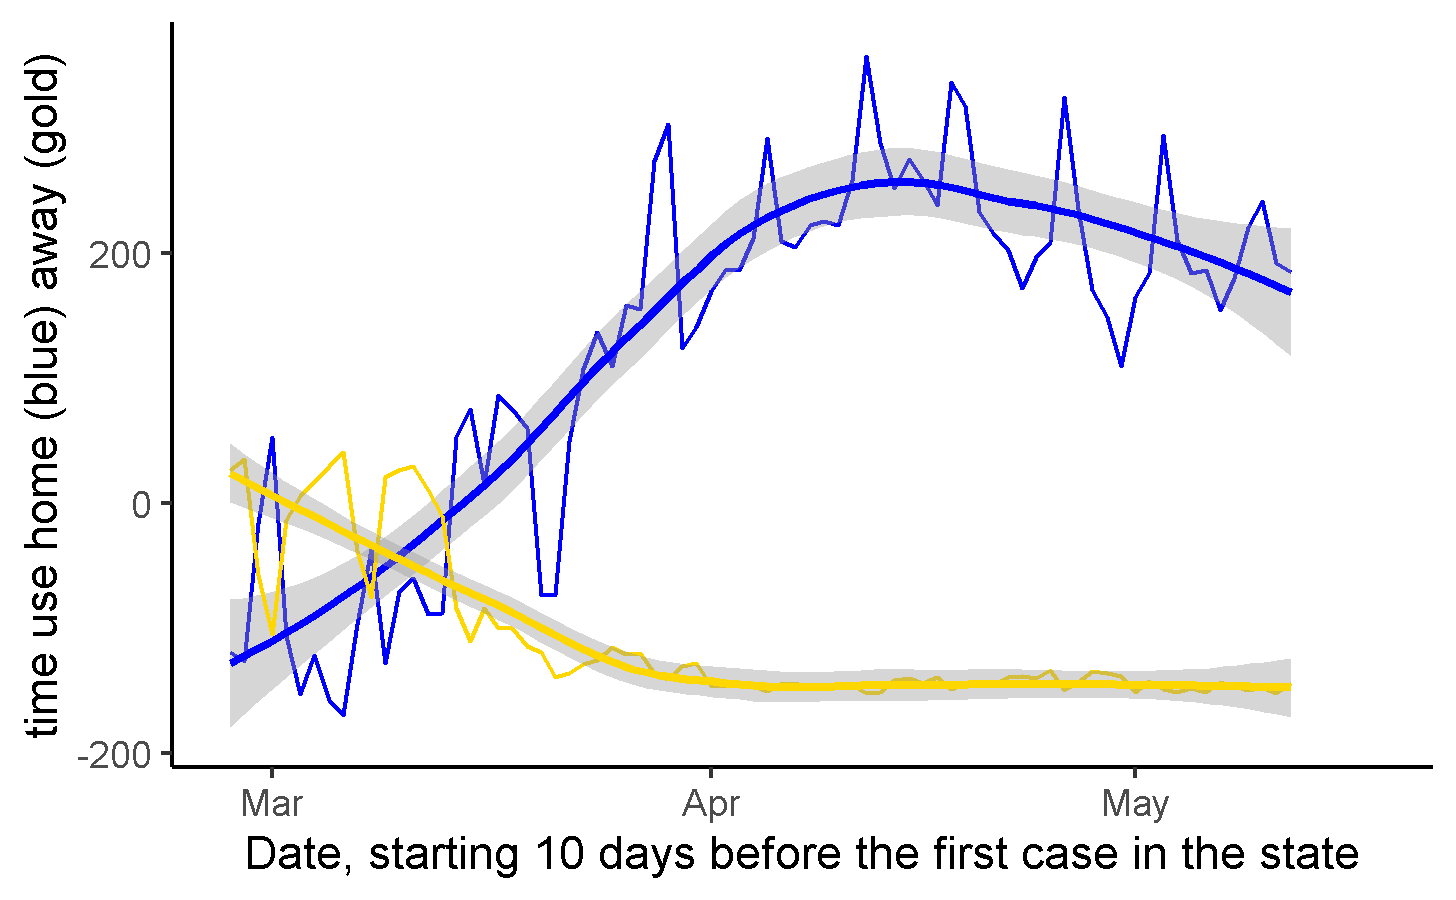 time use home (blue) away (gold)
200
0
-200
Mar
Apr
May
Date, starting 10 days before the first case in the state